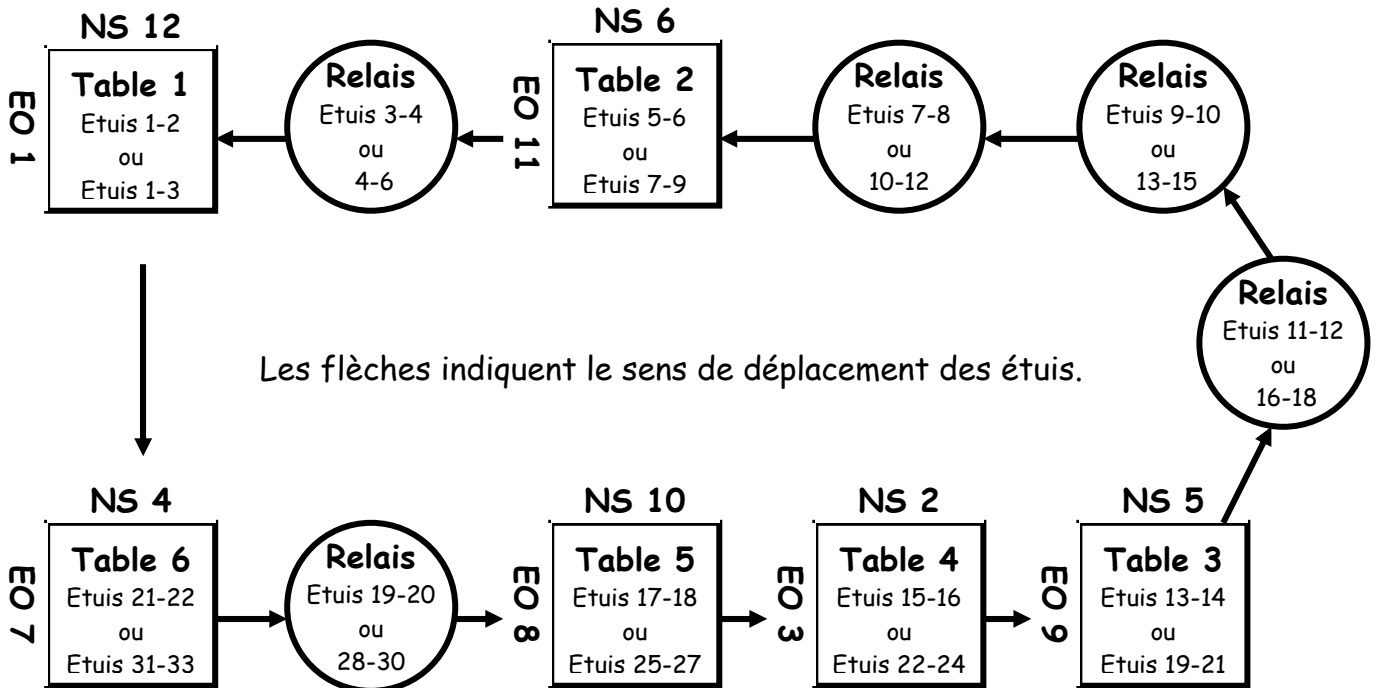 NS 12
NS 6
EO 1
Table 1
Etuis 1-2
ou
Etuis 1-3
Relais
Etuis 3-4
ou
4-6
EO 11
Table 2
Etuis 5-6
ou
Etuis 7-9
Relais
Etuis 7-8
ou
10-12
Relais
Etuis 9-10
ou
13-15
Relais
Etuis 11-12
ou
16-18
Les flèches indiquent le sens de déplacement des étuis.
NS 4
NS 10
NS 2
NS 5
EO 7
Table 6
Etuis 21-22
ou
Etuis 31-33
Relais
Etuis 19-20
ou
28-30
EO 8
Table 5
Etuis 17-18
ou
Etuis 25-27
EO 3
Table 4
Etuis 15-16
ou
Etuis 22-24
EO 9
Table 3
Etuis 13-14
ou
Etuis 19-21